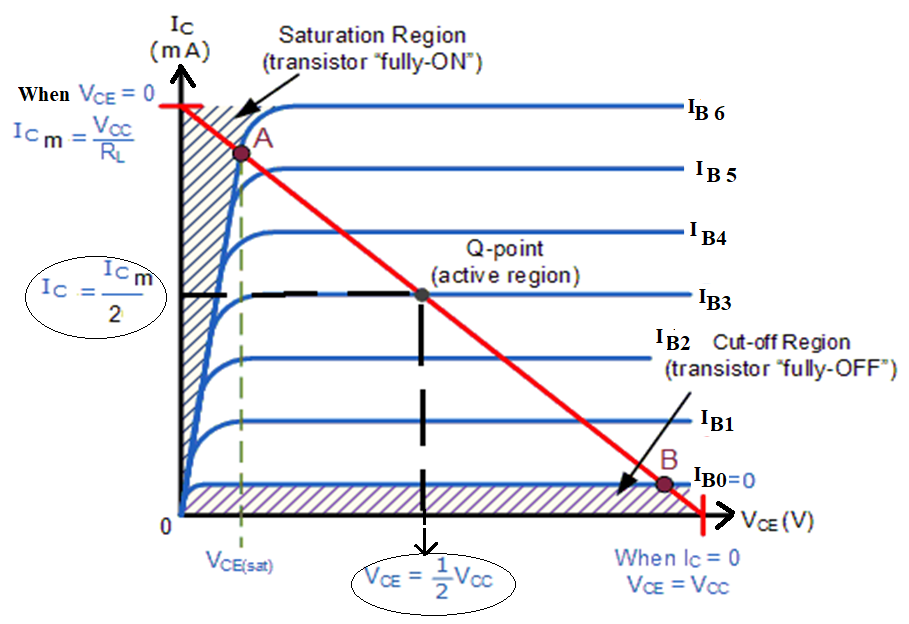 I_C
(mA)
Saturation Region
(transistor "fully-ON")
When V_CE = 0
I_C m = V_CC / R_L
A
I_B 6
I_B 5
I_B4
Q-point
(active region)
I_C = I_C m / 2
I_B3
I_B2
Cut-off Region
(transistor "fully-OFF")
I_B1
B
I_B0=0
0
V_CE (V)
V_CE(sat)
V_CE = 1/2 V_CC
When I_C = 0
V_CE = V_CC